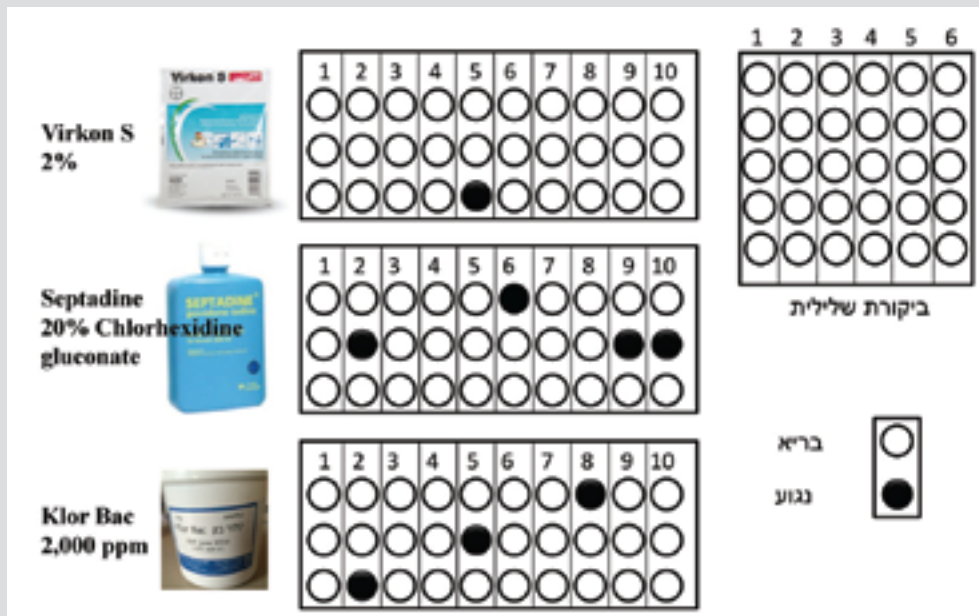 Virkon S
2%
Virkon S
1 2 3 4 5 6 7 8 9 10
1 2 3 4 5 6
ביקורת שלילית
Septadine
20% Chlorhexidine
gluconate
SEPTADINE
1 2 3 4 5 6 7 8 9 10
בריא
נגוע
Klor Bac
2,000 ppm
1 2 3 4 5 6 7 8 9 10